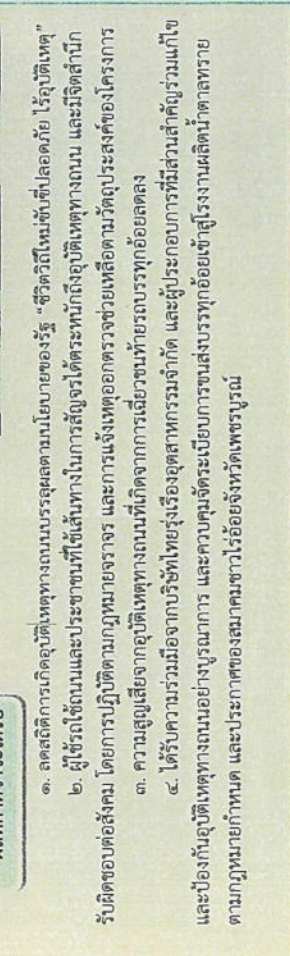 ๑. ลดสถิติการเกิดอุบัติเหตุทางถนนบรรลุผลตามนโยบายของรัฐ “ชีวิตวิถีใหม่ขับขี่ปลอดภัย ไร้อุบัติเหตุ”
๒. ผู้ใช้รถใช้ถนนและประชาชนที่ใช้เส้นทางในการสัญจรได้ตระหนักถึงอุบัติเหตุทางถนน และมีจิตสำนึก
รับผิดชอบต่อสังคม โดยการปฏิบัติตามกฎหมายจราจร และการแจ้งเหตุออกตรวจช่วยเหลือตามวัตถุประสงค์ของโครงการ
๓. ความสูญเสียจากอุบัติเหตุทางถนนที่เกิดจากการเฉี่ยวชนท้ายรถบรรทุกอ้อยลดลง
๔. ได้รับความร่วมมือจากบริษัทไทยรุ่งเรืองอุตสาหกรรมจำกัด และผู้ประกอบการที่มีส่วนสำคัญร่วมแก้ไข
และป้องกันอุบัติเหตุทางถนนอย่างบูรณาการ และควบคุมจัดระเบียบการขนส่งบรรทุกอ้อยเข้าสู่โรงงานผลิตน้ำตาลทราย
ตามกฎหมายกำหนด และประกาศของสมาคมชาวไร่อ้อยจังหวัดเพชรบูรณ์